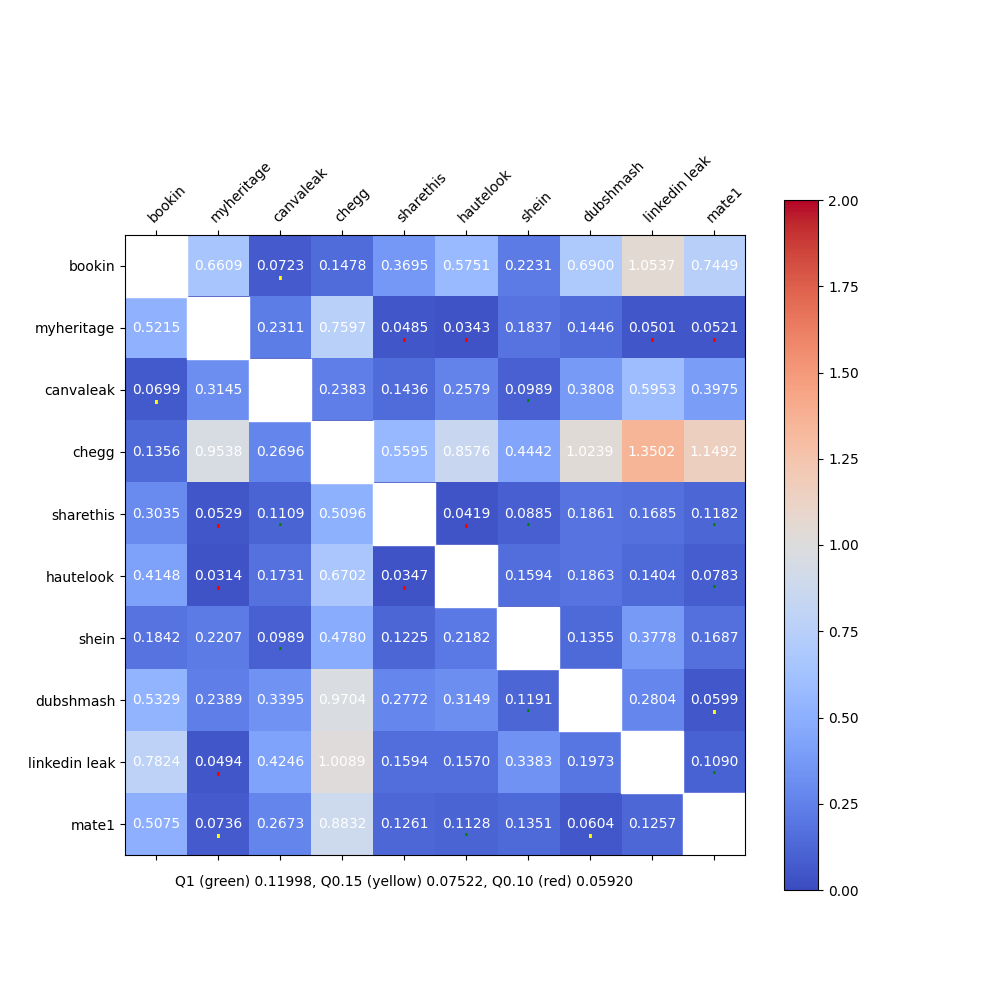 bookin myheritage canvaleak chegg sharethis hautelook shein dubshmash linkedin leak mate1
bookin 0.6609 0.0723 0.1478 0.3695 0.5751 0.2231 0.6900 1.0537 0.7449
myheritage 0.5215 0.2311 0.7597 0.0485 0.0343 0.1837 0.1446 0.0501 0.0521
canvaleak 0.0699 0.3145 0.2383 0.1436 0.2579 0.0989 0.3808 0.5953 0.3975
chegg 0.1356 0.9538 0.2696 0.5595 0.8576 0.4442 1.0239 1.3502 1.1492
sharethis 0.3035 0.0529 0.1109 0.5096 0.0419 0.0885 0.1861 0.1685 0.1182
hautelook 0.4148 0.0314 0.1731 0.6702 0.0347 0.1594 0.1863 0.1404 0.0783
shein 0.1842 0.2207 0.0989 0.4780 0.1225 0.2182 0.1355 0.3778 0.1687
dubshmash 0.5329 0.2389 0.3395 0.9704 0.2772 0.3149 0.1191 0.2804 0.0599
linkedin leak 0.7824 0.0494 0.4246 1.0089 0.1594 0.1570 0.3383 0.1973 0.1090
mate1 0.5075 0.0736 0.2673 0.8832 0.1261 0.1128 0.1351 0.0604 0.1257
Q1 (green) 0.11998, Q0.15 (yellow) 0.07522, Q0.10 (red) 0.05920
2.00
1.75
1.50
1.25
1.00
0.75
0.50
0.25
0.00